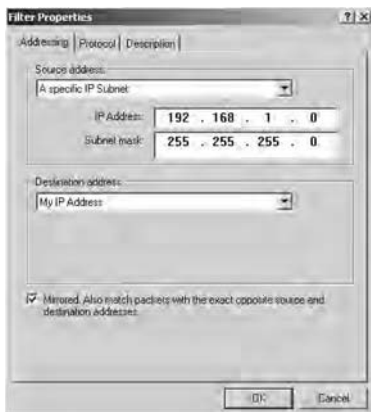 Filter Properties ? X
Addressing Protocol Description
Source address:
A specific IP Subnet
IP Address: 192 . 168 . 1 . 0
Subnet mask: 255 . 255 . 255 . 0
Destination address:
My IP Address
Mirrored. Also match packets with the exact opposite source and
destination addresses.
OK Cancel